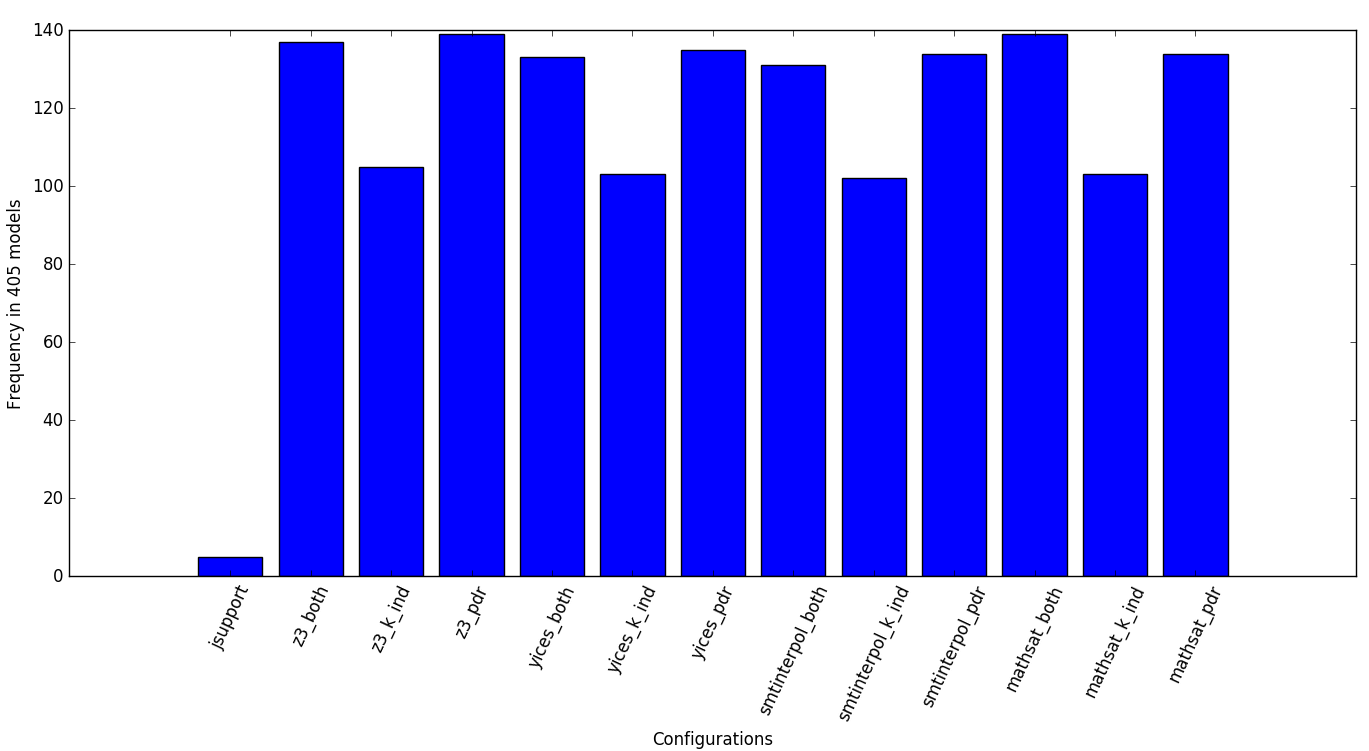 140
120
100
80
60
40
20
0
Frequency in 405 models
jsupport
z3_both
z3_k_ind
z3_pdr
yices_both
yices_k_ind
yices_pdr
smtinterpol_both
smtinterpol_k_ind
smtinterpol_pdr
mathsat_both
mathsat_k_ind
mathsat_pdr
Configurations